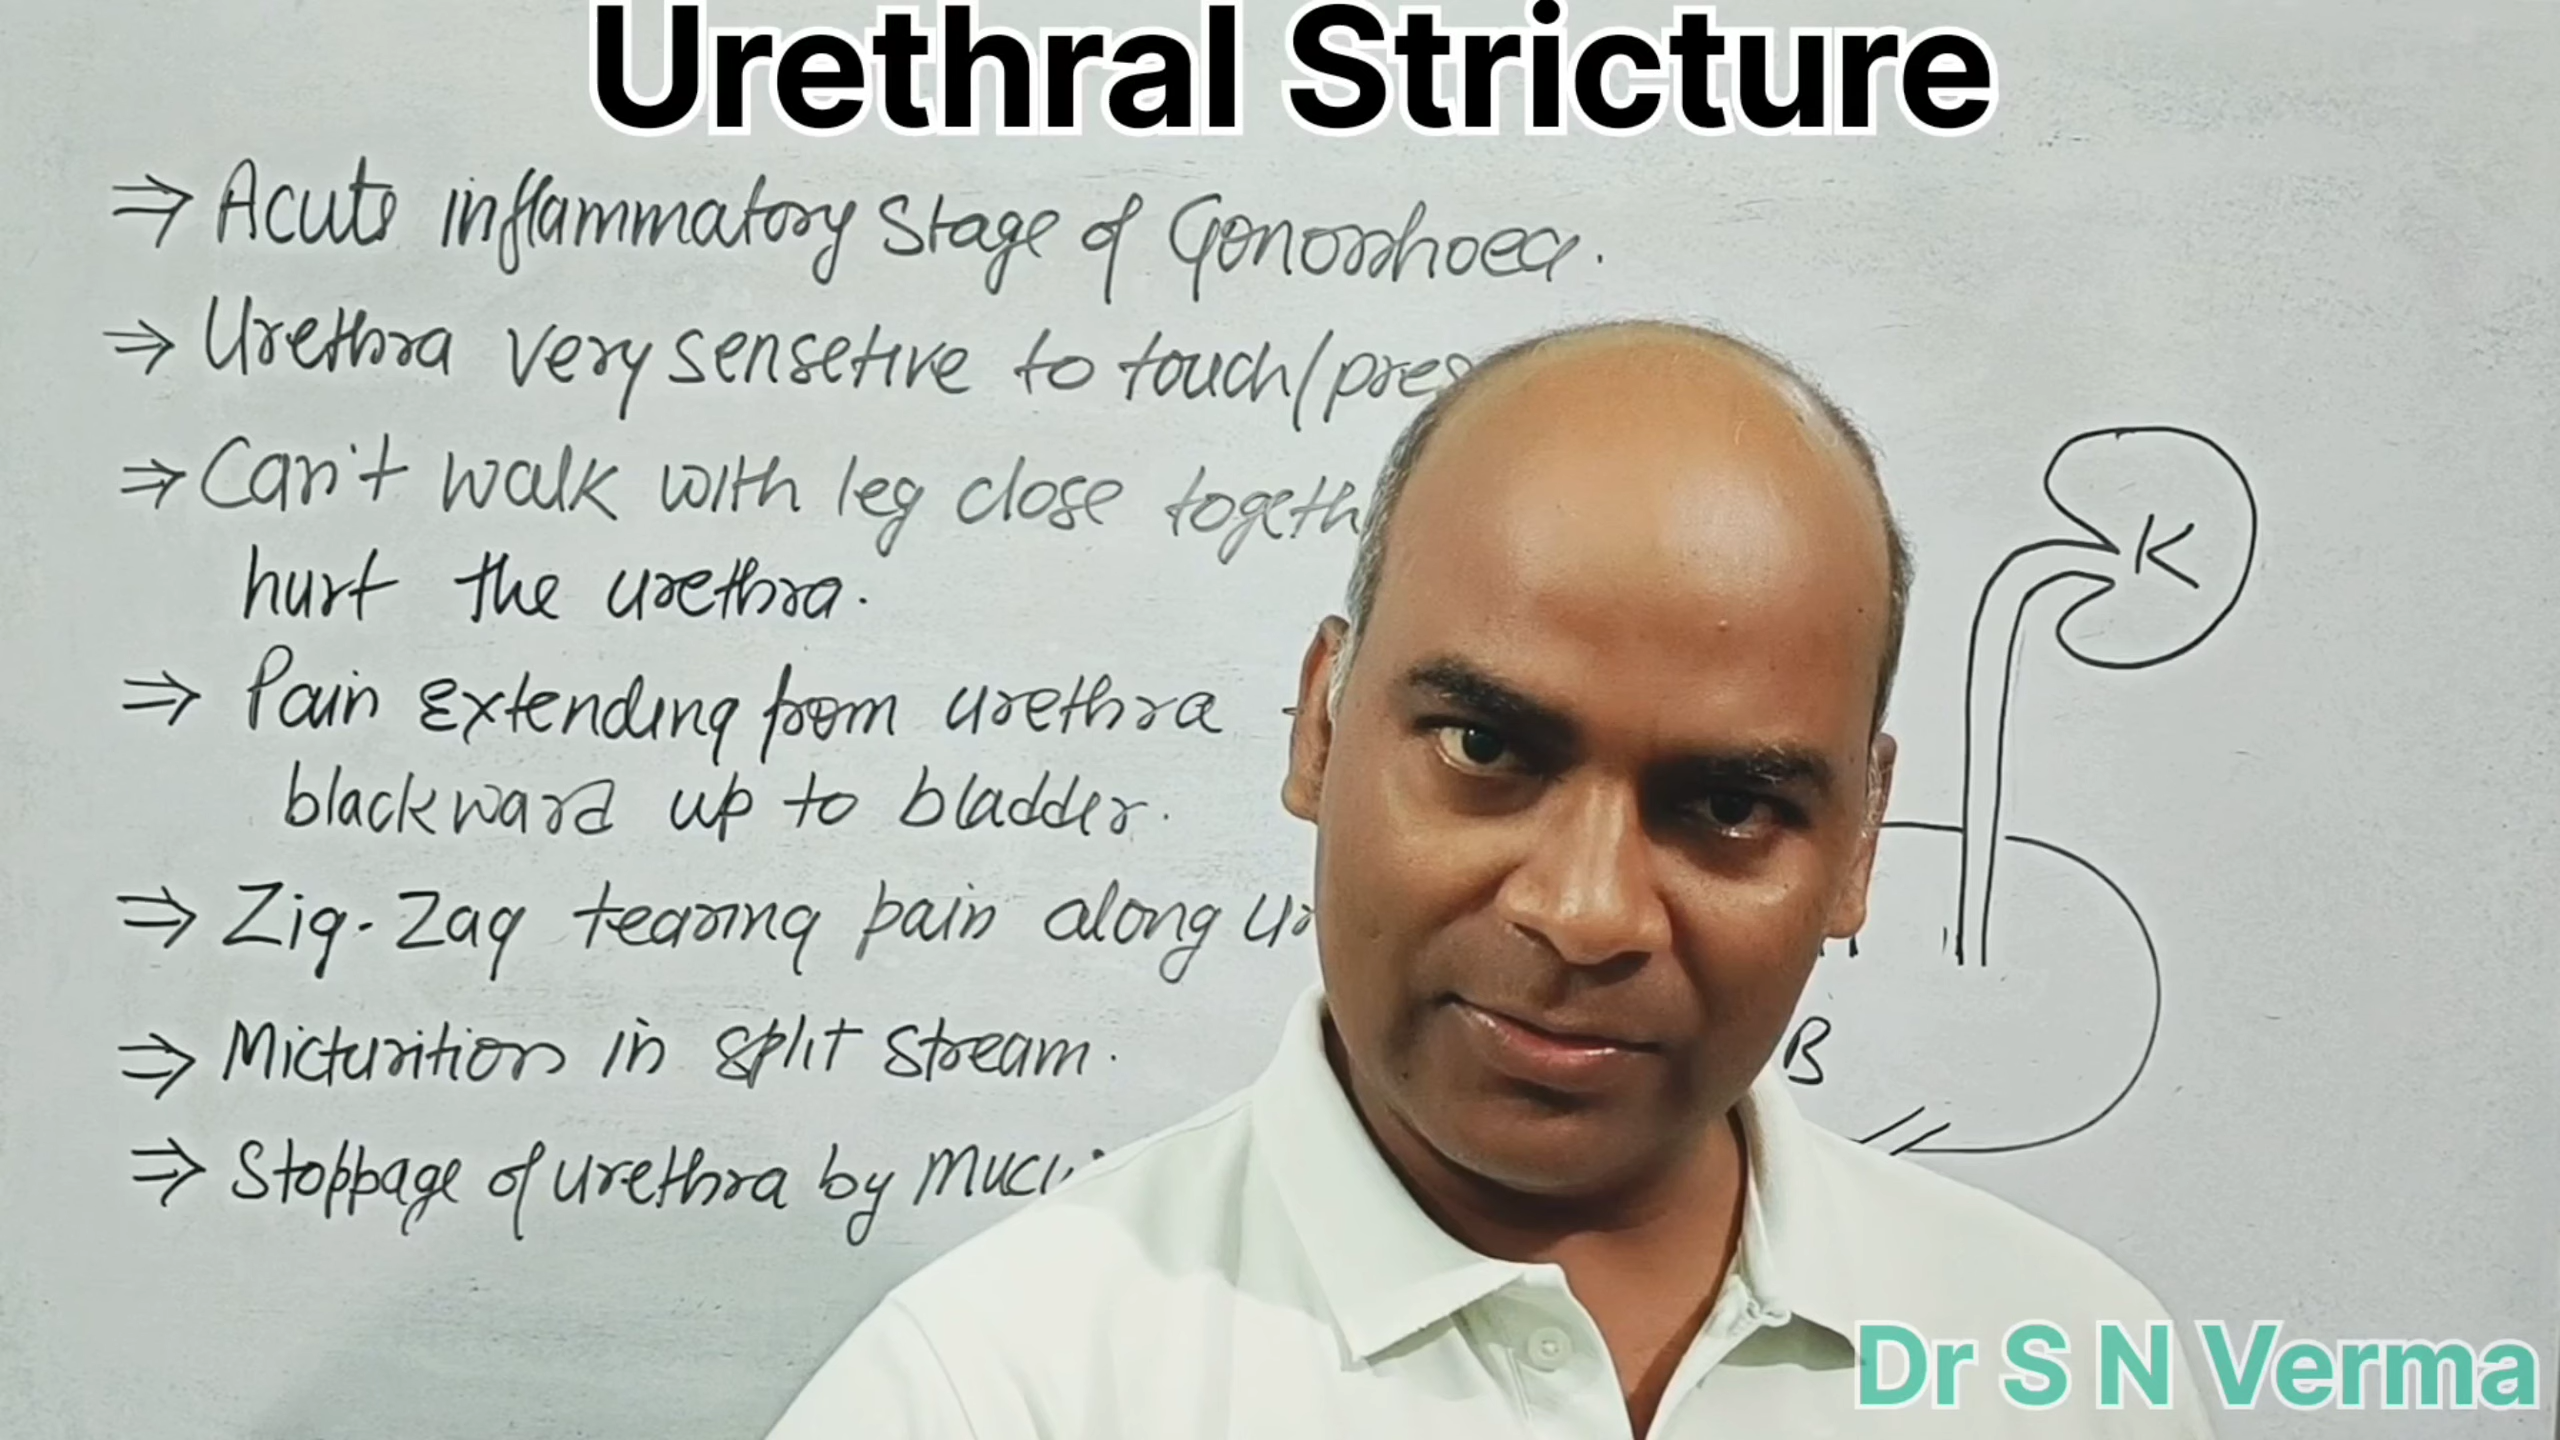 Urethral Stricture
⇒ Acute inflammatory Stage of Gonorrhoea.
⇒ Urethra very sensetive to touch/
⇒ Can't walk with leg close
hurt the urethra.
⇒ Pain Extending from urethra
blackward up to bladder.
⇒ Zig-Zag tearing pain along
⇒ Micturition in split stream.
⇒ Stoppage of urethra by
K
B
Dr S N Verma